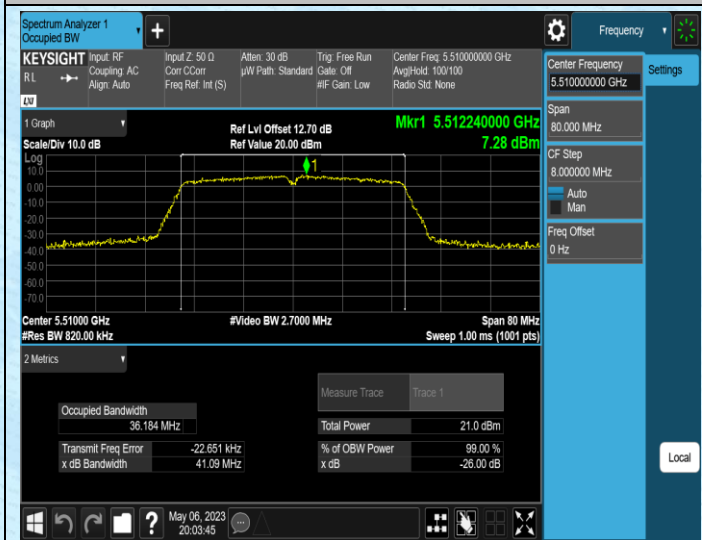 Spectrum Analyzer 1
Occupied BW
Frequency
KEYSIGHT Input: RF
R L Coupling: AC
Align: Auto
Input Z: 50 Ω
Corr CCorr
Freq Ref: Int (S)
Atten: 30 dB
µW Path: Standard
Trig: Free Run
Gate: Off
#IF Gain: Low
Center Freq: 5.510000000 GHz
Avg|Hold: 100/100
Radio Std: None
LXI
Center Frequency
5.510000000 GHz
Settings
Span
80.000 MHz
CF Step
8.000000 MHz
Auto
Man
Freq Offset
0 Hz
1 Graph
Scale/Div 10.0 dB
Ref Lvl Offset 12.70 dB
Ref Value 20.00 dBm
Mkr1 5.512240000 GHz
7.28 dBm
Log
10.0
0.00
-10.0
-20.0
-30.0
-40.0
-50.0
-60.0
-70.0
1
Center 5.51000 GHz
#Res BW 820.00 kHz
#Video BW 2.7000 MHz
Span 80 MHz
Sweep 1.00 ms (1001 pts)
2 Metrics
Measure Trace Trace 1
Occupied Bandwidth
36.184 MHz
Total Power 21.0 dBm
Transmit Freq Error -22.651 kHz
% of OBW Power 99.00 %
x dB Bandwidth 41.09 MHz
x dB -26.00 dB
Local
May 06, 2023
20:03:45